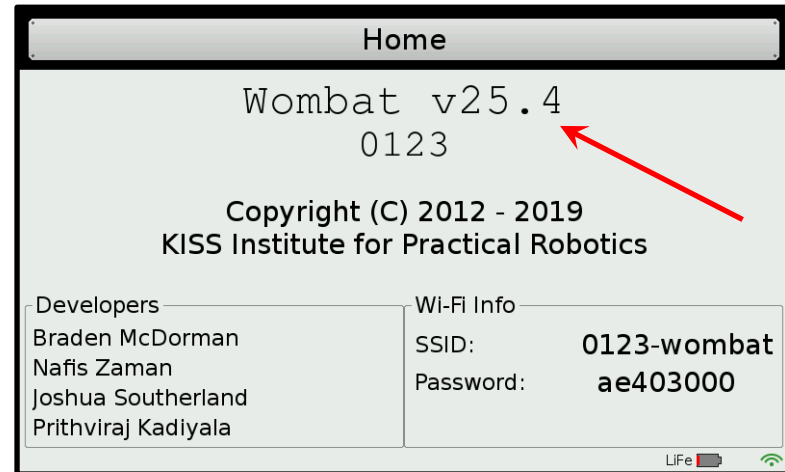 Home
Wombat v25.4
0123
Copyright (C) 2012 - 2019
KISS Institute for Practical Robotics
Developers
Braden McDorman
Nafis Zaman
Joshua Southerland
Prithviraj Kadiyala
Wi-Fi Info
SSID: 0123-wombat
Password: ae403000
LiFe